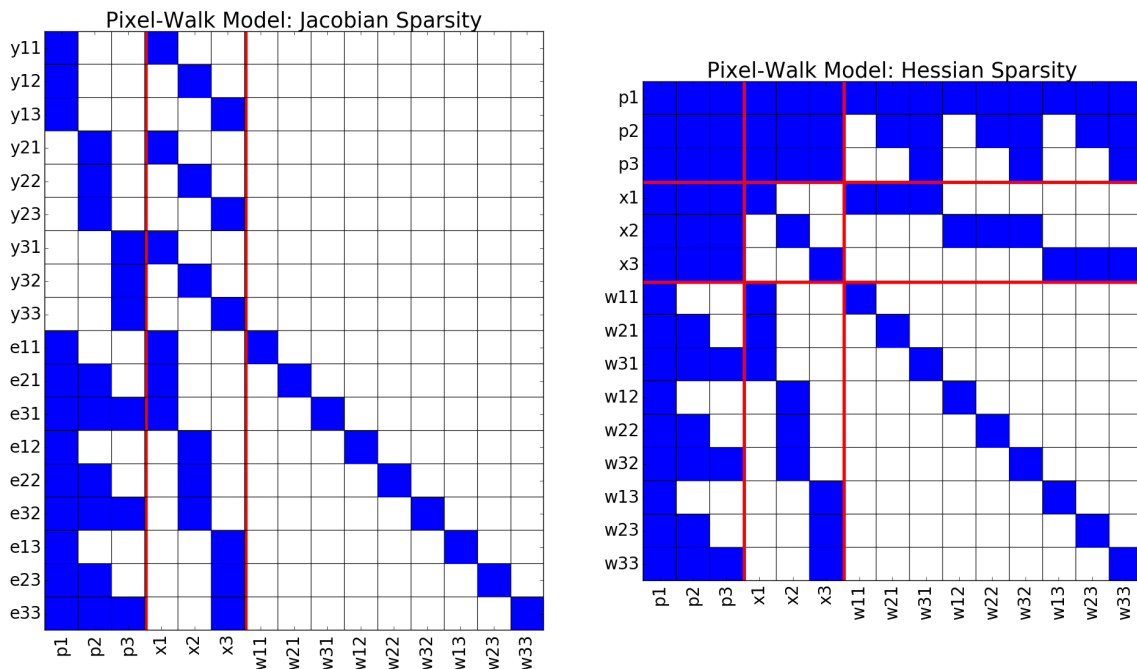 Pixel-Walk Model: Jacobian Sparsity
y11
y12
y13
y21
y22
y23
y31
y32
y33
e11
e21
e31
e12
e22
e32
e13
e23
e33
p1 p2 p3 x1 x2 x3 w11 w21 w31 w12 w22 w32 w13 w23 w33
Pixel-Walk Model: Hessian Sparsity
p1
p2
p3
x1
x2
x3
w11
w21
w31
w12
w22
w32
w13
w23
w33
p1 p2 p3 x1 x2 x3 w11 w21 w31 w12 w22 w32 w13 w23 w33